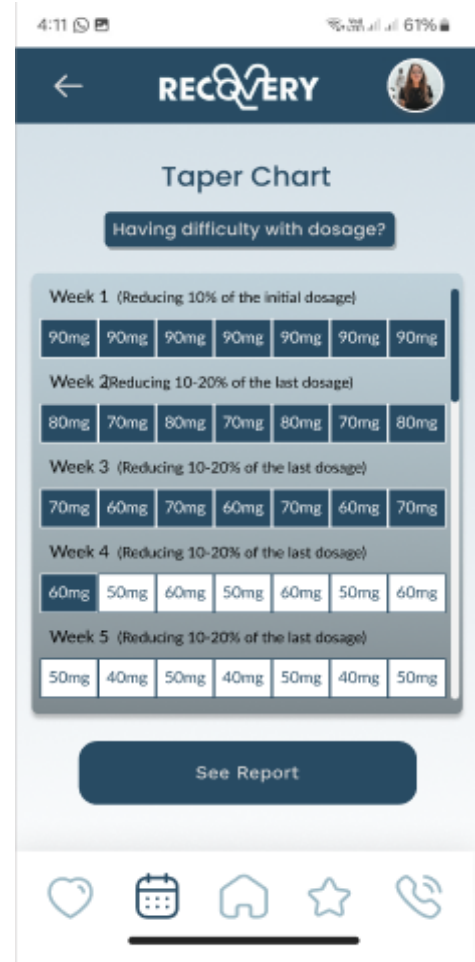 4:11 61%
RECOVERY
Taper Chart
Having difficulty with dosage?
Week 1 (Reducing 10% of the initial dosage)
90mg 90mg 90mg 90mg 90mg 90mg 90mg
Week 2(Reducing 10-20% of the last dosage)
80mg 70mg 80mg 70mg 80mg 70mg 80mg
Week 3 (Reducing 10-20% of the last dosage)
70mg 60mg 70mg 60mg 70mg 60mg 70mg
Week 4 (Reducing 10-20% of the last dosage)
60mg 50mg 60mg 50mg 60mg 50mg 60mg
Week 5 (Reducing 10-20% of the last dosage)
50mg 40mg 50mg 40mg 50mg 40mg 50mg
See Report